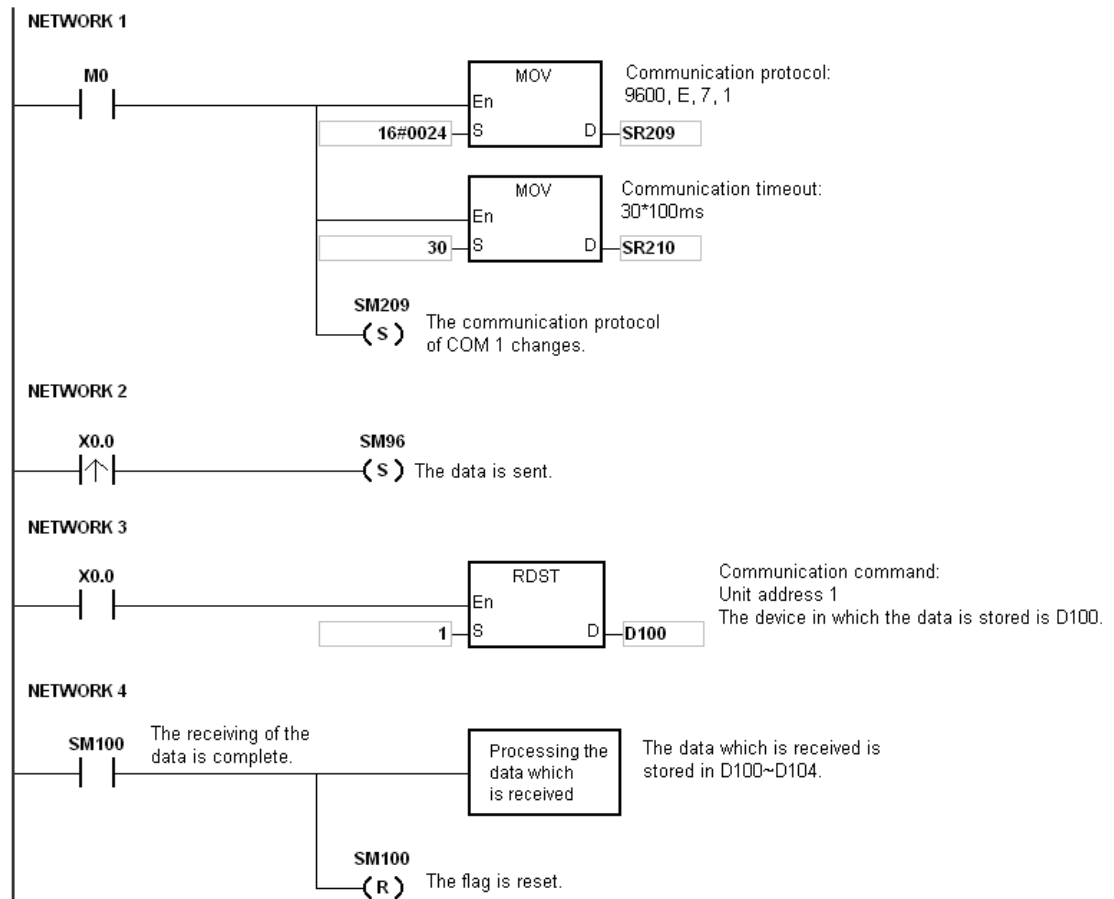 NETWORK 1
M0
MOV
Communication protocol:
9600, E, 7, 1
En
16#0024
S
D
SR209
MOV
Communication timeout:
30*100ms
En
30
S
D
SR210
SM209
S
The communication protocol
of COM 1 changes.
NETWORK 2
X0.0
SM96
S
The data is sent.
NETWORK 3
X0.0
RDST
Communication command:
Unit address 1
The device in which the data is stored is D100.
En
1
S
D
D100
NETWORK 4
SM100
The receiving of the
data is complete.
Processing the
data which
is received
The data which is received is
stored in D100~D104.
SM100
R
The flag is reset.